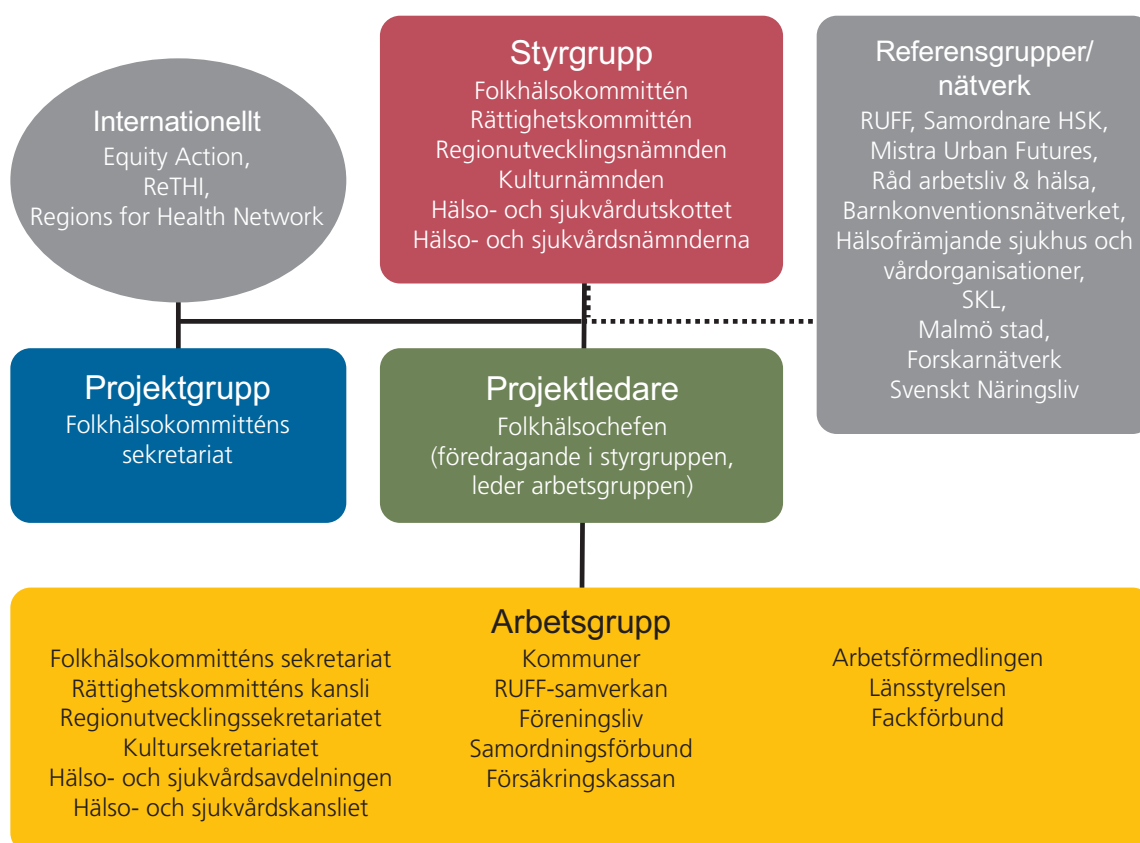 Internationellt
Equity Action,
ReTHI,
Regions for Health Network
Styrgrupp
Folkhälsokommittén
Rättighetskommittén
Regionutvecklingsnämnden
Kulturnämnden
Hälso- och sjukvårdutskottet
Hälso- och sjukvårdsnämnderna
Referensgrupper/
nätverk
RUFF, Samordnare HSK,
Mistra Urban Futures,
Råd arbetsliv & hälsa,
Barnkonventionsnätverket,
Hälsofrämjande sjukhus och
vårdorganisationer,
SKL,
Malmö stad,
Forskarnätverk
Svenskt Näringsliv
Projektgrupp
Folkhälsokommitténs
sekretariat
Projektledare
Folkhälsochefen
(föredragande i styrgruppen,
leder arbetsgruppen)
Arbetsgrupp
Folkhälsokommitténs sekretariat
Rättighetskommitténs kansli
Regionutvecklingssekretariatet
Kultursekretariatet
Hälso- och sjukvårdsavdelningen
Hälso- och sjukvårdskansliet
Kommuner
RUFF-samverkan
Föreningsliv
Samordningsförbund
Försäkringskassan
Arbetsförmedlingen
Länsstyrelsen
Fackförbund